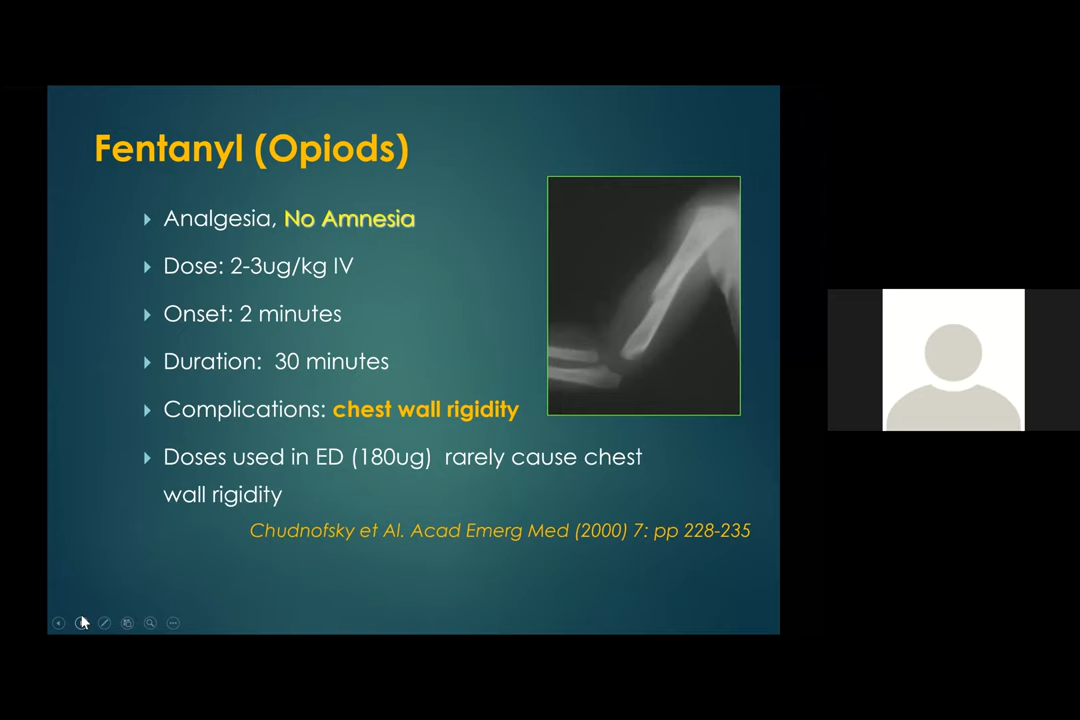 Fentanyl (Opiods)
Analgesia, No Amnesia
Dose: 2-3ug/kg IV
Onset: 2 minutes
Duration: 30 minutes
Complications: chest wall rigidity
Doses used in ED (180ug) rarely cause chest
wall rigidity
Chudnofsky et Al. Acad Emerg Med (2000) 7: pp 228-235